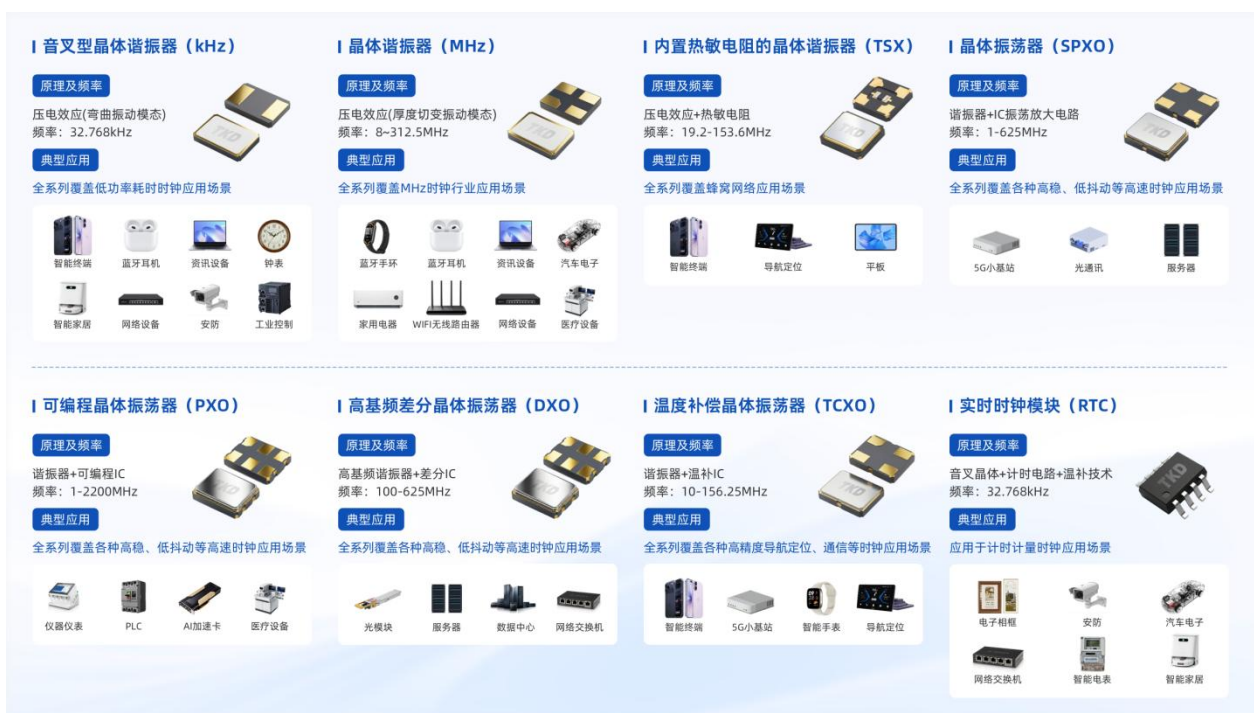 音叉型晶体谐振器（kHz）
原理及频率
压电效应(弯曲振动模态)
频率：32.768kHz
典型应用
全系列覆盖低功率耗时时钟应用场景
TKD
智能终端
蓝牙耳机
资讯设备
钟表
智能家居
网络设备
安防
工业控制
晶体谐振器（MHz）
原理及频率
压电效应(厚度切变振动模态)
频率：8~312.5MHz
典型应用
全系列覆盖MHz时钟行业应用场景
TKD
蓝牙手环
蓝牙耳机
资讯设备
汽车电子
家用电器
WIFI无线路由器
网络设备
医疗设备
内置热敏电阻的晶体谐振器（TSX）
原理及频率
压电效应+热敏电阻
频率：19.2-153.6MHz
典型应用
全系列覆盖蜂窝网络应用场景
TKD
智能终端
导航定位
平板
晶体振荡器（SPXO）
原理及频率
谐振器+IC振荡放大电路
频率：1-625MHz
典型应用
全系列覆盖各种高稳、低抖动等高速时钟应用场景
TKD
5G小基站
光通讯
服务器
可编程晶体振荡器（PXO）
原理及频率
谐振器+可编程IC
频率：1-2200MHz
典型应用
全系列覆盖各种高稳、低抖动等高速时钟应用场景
TKD
仪器仪表
PLC
AI加速卡
医疗设备
高基频差分晶体振荡器（DXO）
原理及频率
高基频谐振器+差分IC
频率：100-625MHz
典型应用
全系列覆盖各种高稳、低抖动等高速时钟应用场景
TKD
光模块
服务器
数据中心
网络交换机
温度补偿晶体振荡器（TCXO）
原理及频率
谐振器+温补IC
频率：10-156.25MHz
典型应用
全系列覆盖各种高精度导航定位、通信等时钟应用场景
TKD
智能终端
5G小基站
智能手表
导航定位
实时时钟模块（RTC）
原理及频率
音叉晶体+计时电路+温补技术
频率：32.768kHz
典型应用
应用于计时计量时钟应用场景
TKD
电子相框
安防
汽车电子
网络交换机
智能电表
智能家居